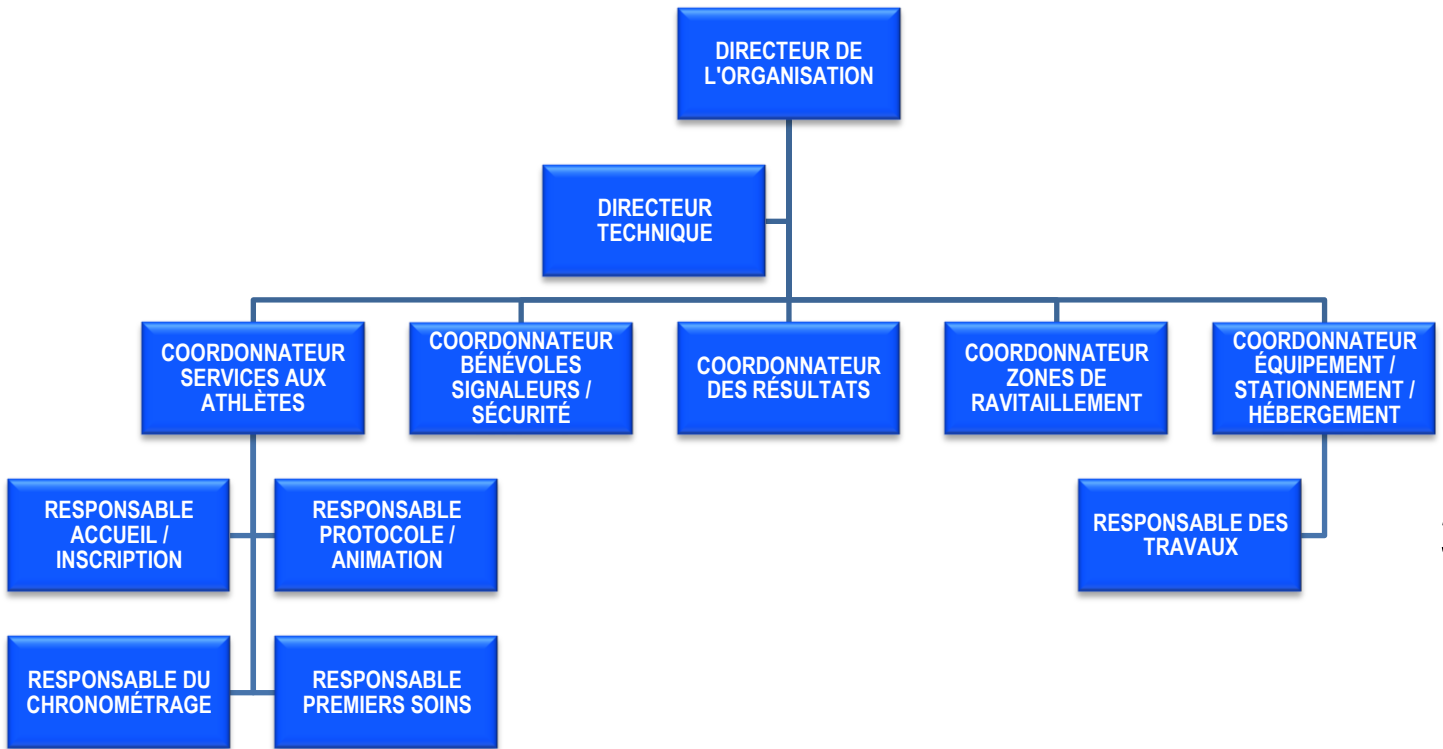 DIRECTEUR DE
L'ORGANISATION
DIRECTEUR
TECHNIQUE
COORDONNATEUR
SERVICES AUX
ATHLÈTES
COORDONNATEUR
BÉNÉVOLES
SIGNALEURS /
SÉCURITÉ
COORDONNATEUR
DES RÉSULTATS
COORDONNATEUR
ZONES DE
RAVITAILLEMENT
COORDONNATEUR
ÉQUIPEMENT /
STATIONNEMENT /
HÉBERGEMENT
RESPONSABLE
ACCUEIL /
INSCRIPTION
RESPONSABLE
PROTOCOLE /
ANIMATION
RESPONSABLE DES
TRAVAUX
RESPONSABLE DU
CHRONOMÉTRAGE
RESPONSABLE
PREMIERS SOINS